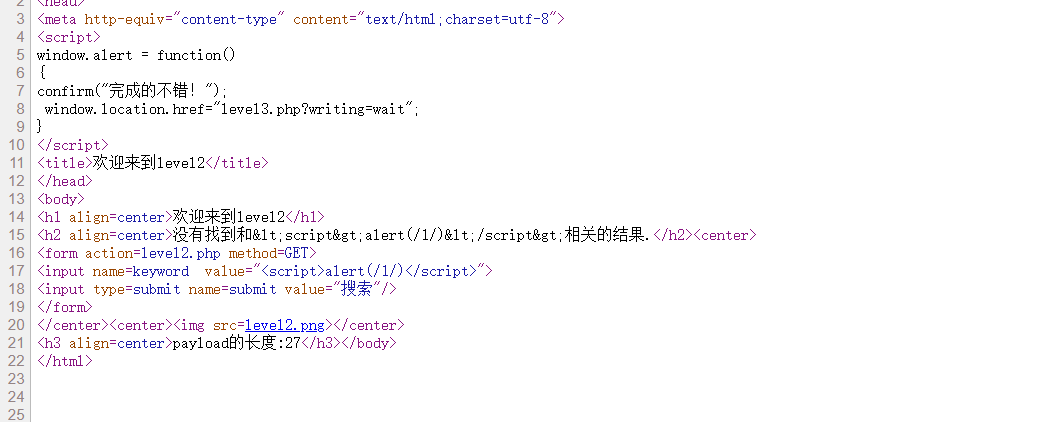 2 <head>
3 <meta http-equiv="content-type" content="text/html;charset=utf-8">
4 <script>
5 window.alert = function()
6 {
7 confirm("完成的不错！");
8 window.location.href="level3.php?writing=wait";
9 }
10 </script>
11 <title>欢迎来到level2</title>
12 </head>
13 <body>
14 <h1 align=center>欢迎来到level2</h1>
15 <h2 align=center>没有找到和&lt;script&gt;alert(/1/)&lt;/script&gt;相关的结果.</h2><center>
16 <form action=level2.php method=GET>
17 <input name=keyword  value="<script>alert(/1/)</script>">
18 <input type=submit name=submit value="搜索"/>
19 </form>
20 </center><center><img src=level2.png></center>
21 <h3 align=center>payload的长度:27</h3></body>
22 </html>
23
24
25